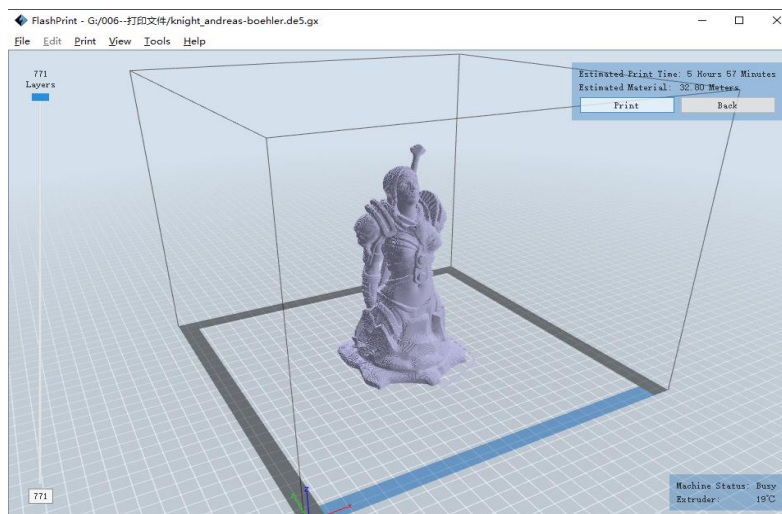 FlashPrint - G:/006--打印文件/knight_andreas-boehler.de5.gx
File Edit Print View Tools Help
771
Layers
Estimated Print Time: 5 Hours 57 Minutes
Estimated Material: 32.80 Meters
Print Back
771
Machine Status: Busy
Extruder: 19℃